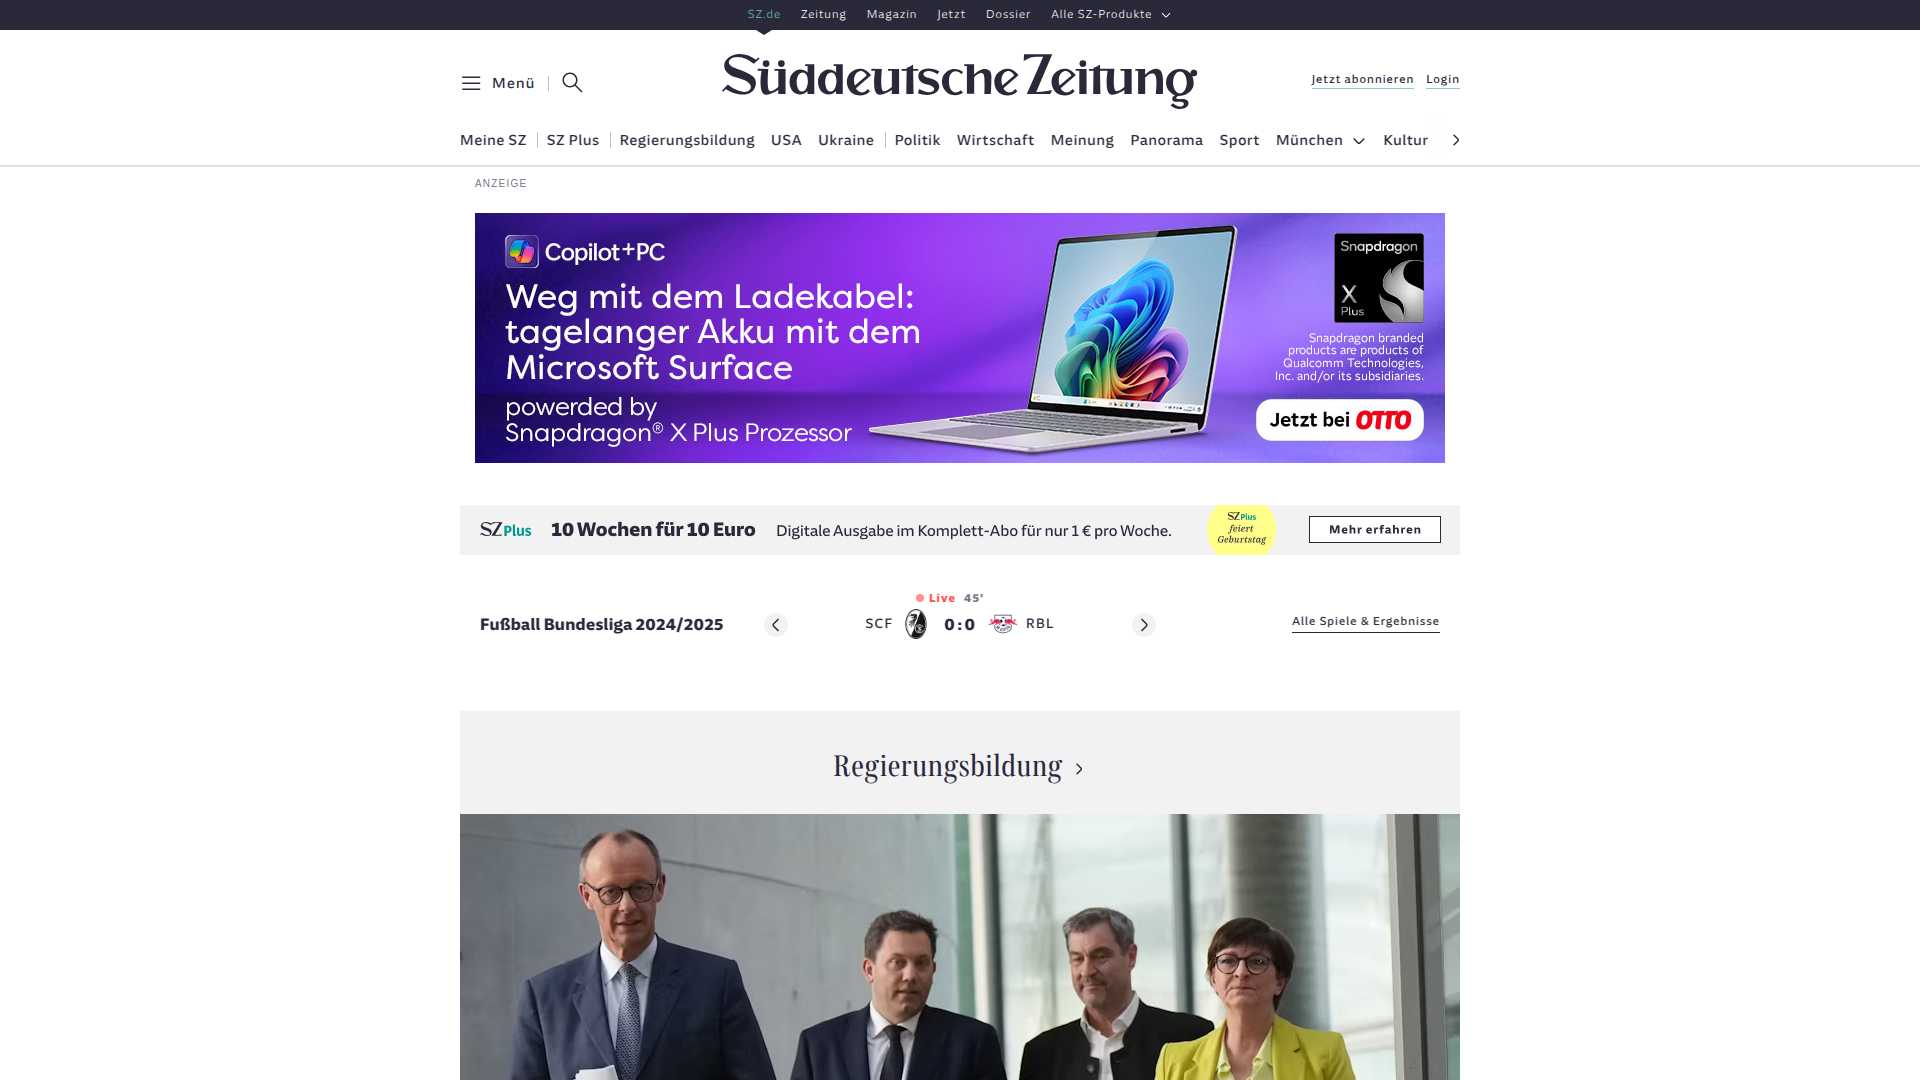 SZ.de Zeitung Magazin Jetzt Dossier Alle SZ-Produkte
Menü
Süddeutsche Zeitung
Jetzt abonnieren Login
Meine SZ SZ Plus Regierungsbildung USA Ukraine Politik Wirtschaft Meinung Panorama Sport München Kultur
ANZEIGE
Copilot+PC
Weg mit dem Ladekabel:
tagelanger Akku mit dem
Microsoft Surface
powered by
Snapdragon® X Plus Prozessor
Snapdragon
X
Plus
Snapdragon branded
products are products of
Qualcomm Technologies,
Inc. and/or its subsidiaries.
Jetzt bei OTTO
SZ Plus 10 Wochen für 10 Euro Digitale Ausgabe im Komplett-Abo für nur 1 € pro Woche.
SZ Plus
feiert
Geburtstag
Mehr erfahren
Live 45'
Fußball Bundesliga 2024/2025 SCF 0:0 RBL Alle Spiele & Ergebnisse
Regierungsbildung